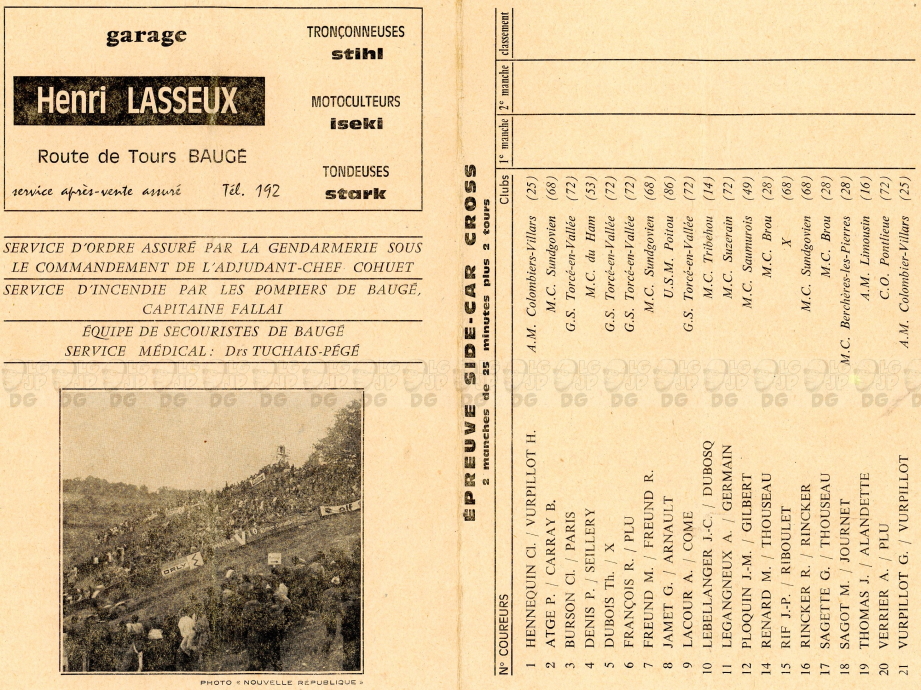 garage
Henri LASSEUX
Route de Tours BAUGÉ
service après-vente assuré Tél. 192
TRONÇONNEUSES
stihl
MOTOCULTEURS
iseki
TONDEUSES
stark
SERVICE D'ORDRE ASSURÉ PAR LA GENDARMERIE SOUS
LE COMMANDEMENT DE L'ADJUDANT-CHEF COHUET
SERVICE D'INCENDIE PAR LES POMPIERS DE BAUGÉ,
CAPITAINE FALLAI
ÉQUIPE DE SECOURISTES DE BAUGÉ
SERVICE MÉDICAL : Drs TUCHAIS-PÉGÉ
PHOTO « NOUVELLE RÉPUBLIQUE »
ÉPREUVE SIDE-CAR CROSS
2 manches de 25 minutes plus 2 tours
N° COUREURS Clubs 1re manche 2e manche classement
1 HENNEQUIN Cl. / VURPILLOT H. A.M. Colombiers-Villars (25)
2 ATGE P. / CARRAY B. M.C. Sundgovien (68)
3 BURSON Cl. / PARIS G.S. Torcé-en-Vallée (72)
4 DENIS P. / SEILLERY M.C. du Ham (53)
5 DUBOIS Th. / X G.S. Torcé-en-Vallée (72)
6 FRANÇOIS R. / PLU G.S. Torcé-en-Vallée (72)
7 FREUND M. / FREUND R. M.C. Sundgovien (68)
8 JAMET G. / ARNAULT U.S.M. Poitou (86)
9 LACOUR A. / COME G.S. Torcé-en-Vallée (72)
10 LEBELLANGER J.-C. / DUBOSQ M.C. Tribehou (14)
11 LEGANGNEUX A. / GERMAIN M.C. Suzerain (72)
12 PLOQUIN J.-M. / GILBERT M.C. Saumurois (49)
14 RENARD M. / THOUSEAU M.C. Brou (28)
15 RIF J.-P. / RIBOULET X (68)
16 RINCKER R. / RINCKER M.C. Sundgovien (68)
17 SAGETTE G. / THOUSEAU M.C. Brou (28)
18 SAGOT M. / JOURNET M.C. Berchères-les-Pierres (28)
19 THOMAS J. / ALANDETTE A.M. Limousin (16)
20 VERRIER A. / PLU C.O. Pontlieue (72)
21 VURPILLOT G. / VURPILLOT A.M. Colombier-Villars (25)